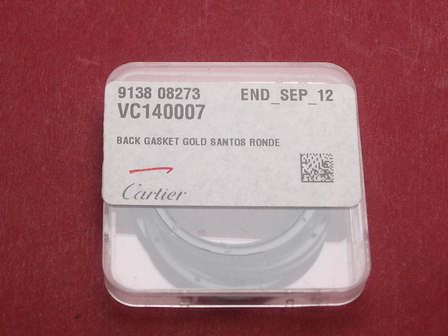 9138 08273 END_SEP_12
VC140007
BACK GASKET GOLD SANTOS RONDE
Cartier